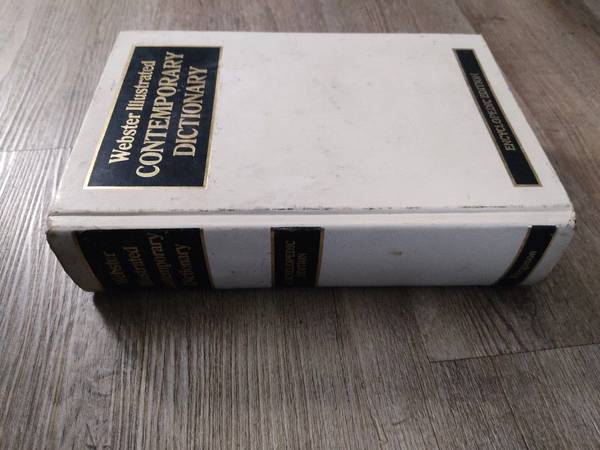 Webster Illustrated
CONTEMPORARY
DICTIONARY
ENCYCLOPEDIC EDITION
Webster
Illustrated
Contemporary
Dictionary
ENCYCLOPEDIC
EDITION